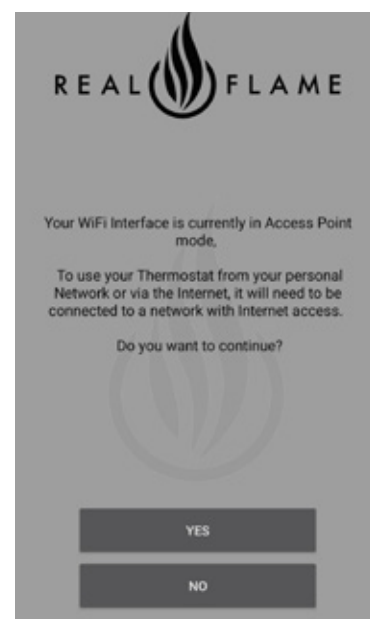 REAL FLAME
Your WiFi Interface is currently in Access Point
mode,
To use your Thermostat from your personal
Network or via the Internet, it will need to be
connected to a network with Internet access.
Do you want to continue?
YES
NO